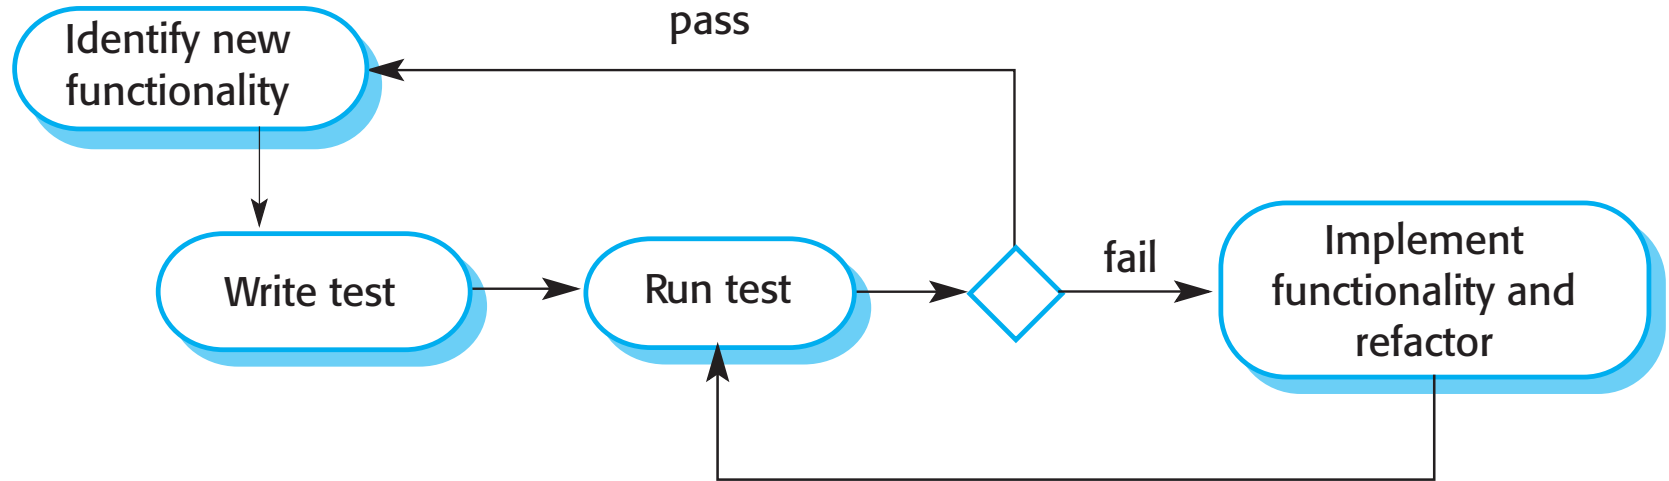 pass
Identify new
functionality
Write test
Run test
fail
Implement
functionality and
refactor